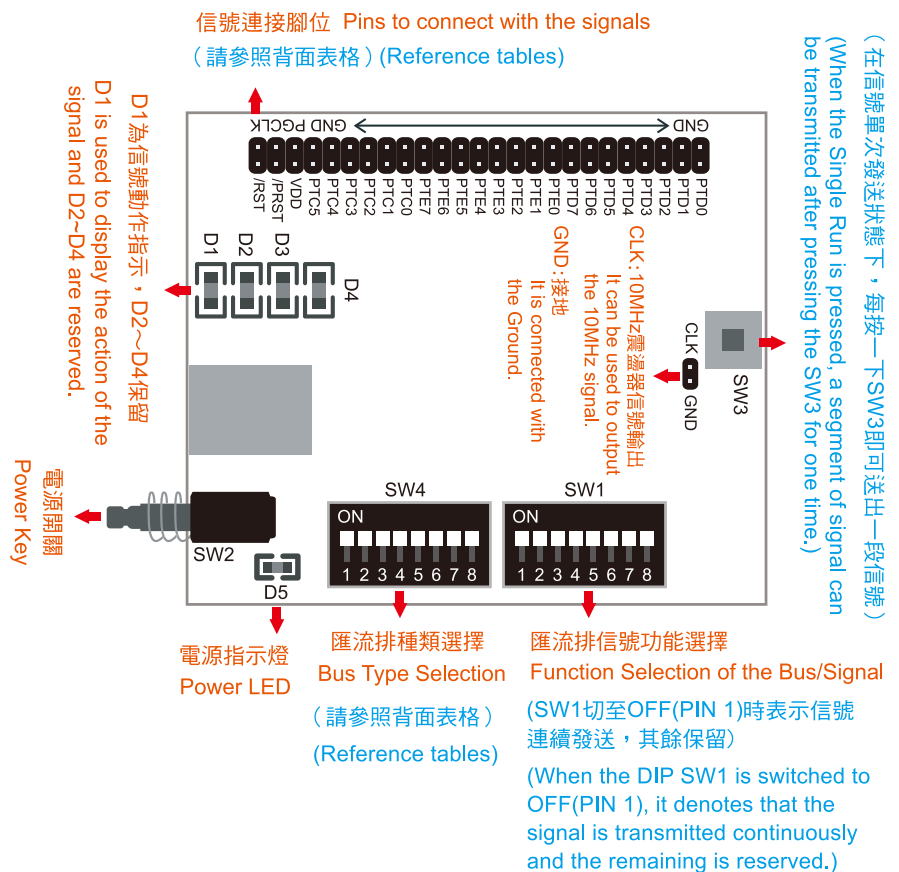 信號連接腳位 Pins to connect with the signals
（請參照背面表格）(Reference tables)
（在信號單次發送狀態下，每按一下SW3即可送出一段信號）
(When the Single Run is pressed, a segment of signal can
be transmitted after pressing the SW3 for one time.)
D1為信號動作指示，D2～D4保留
D1 is used to display the action of the
signal and D2~D4 are reserved.
GND
GND PGCLK
PTD0
PTD1
PTD2
PTD3
PTD4
PTD5
PTD6
PTD7
PTE0
PTE1
PTE2
PTE3
PTE4
PTE5
PTE6
PTE7
PTC0
PTC1
PTC2
PTC3
PTC4
PTC5
VDD
/PRST
/RST
D1
D2
D3
D4
CLK:10MHz震盪器信號輸出
It can be used to output
the 10MHz signal.
GND:接地
It is connected with
the Ground.
CLK
GND
SW3
電源開關
Power Key
SW2
D5
SW4
ON
1 2 3 4 5 6 7 8
SW1
ON
1 2 3 4 5 6 7 8
電源指示燈
Power LED
匯流排種類選擇
Bus Type Selection
（請參照背面表格）
(Reference tables)
匯流排信號功能選擇
Function Selection of the Bus/Signal
(SW1切至OFF(PIN 1)時表示信號
連續發送，其餘保留）
(When the DIP SW1 is switched to
OFF(PIN 1), it denotes that the
signal is transmitted continuously
and the remaining is reserved.)